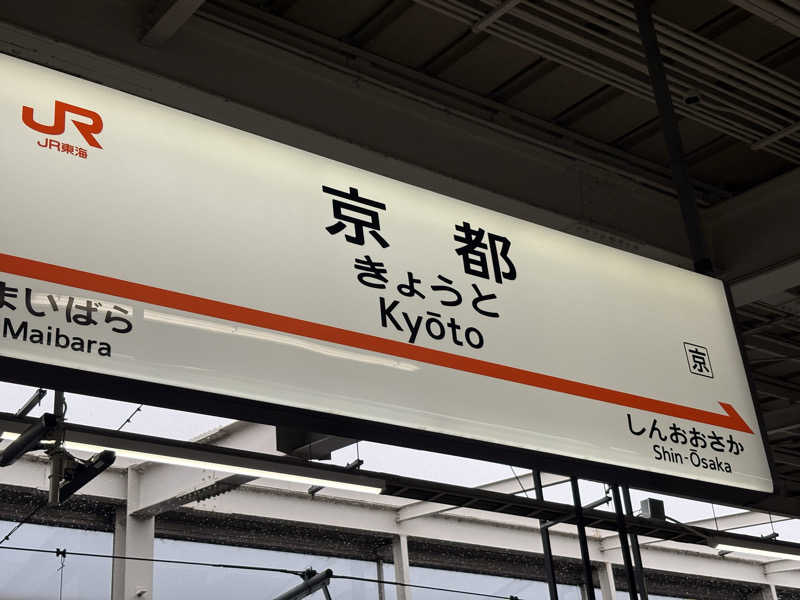 JR
JR東海
京都
きょうと
Kyōto
京
まいばら
Maibara
しんおおさか
Shin-Ōsaka